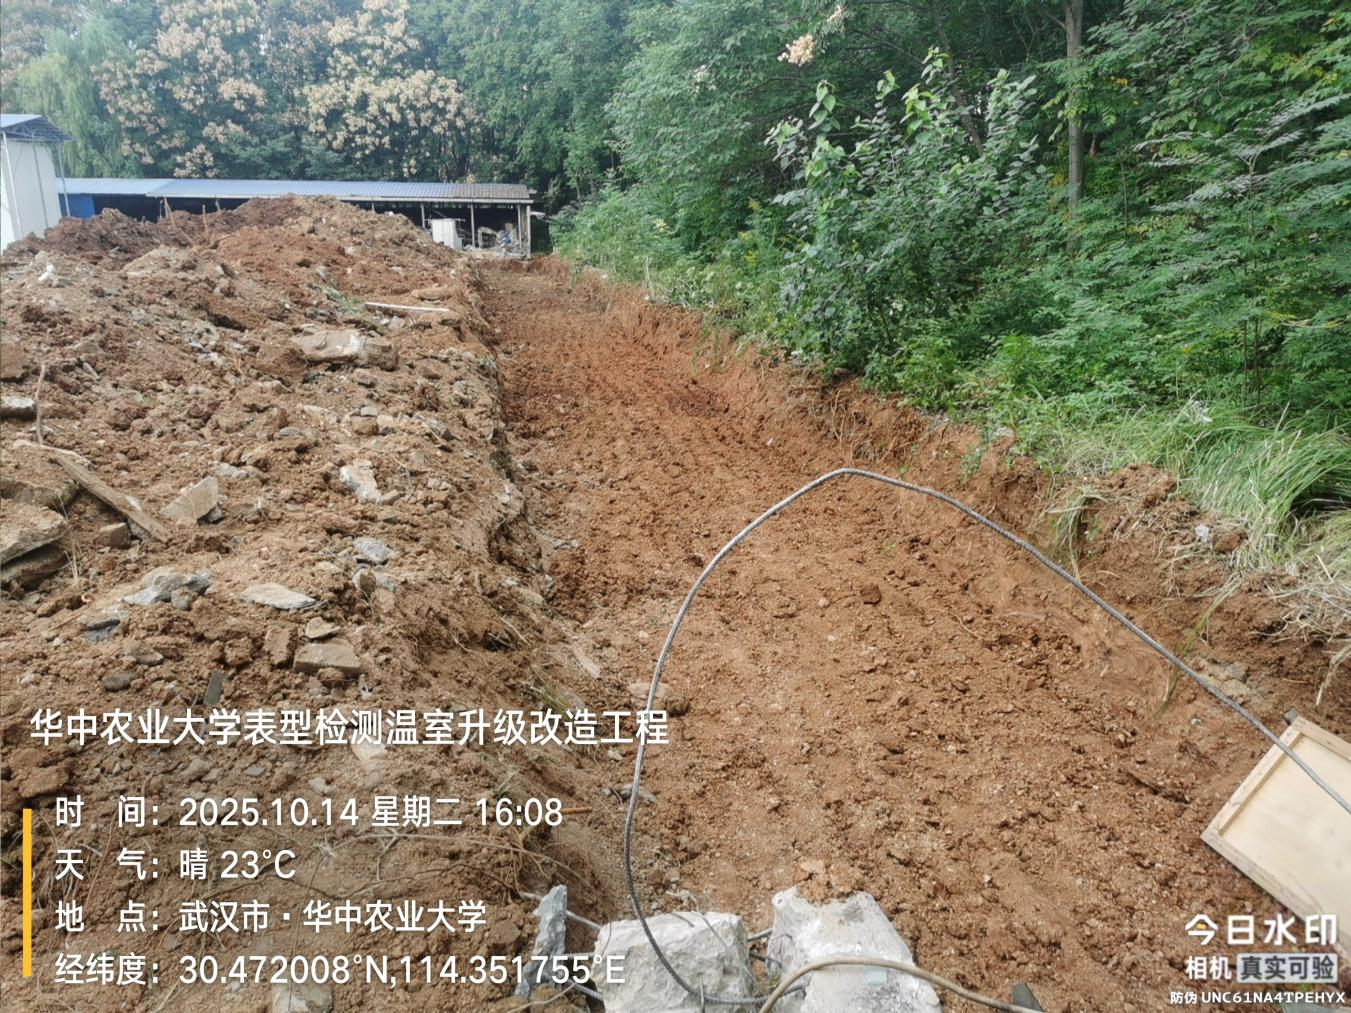 华中农业大学表型检测温室升级改造工程
时 间：2025.10.14 星期二 16:08
天 气：晴 23℃
地 点：武汉市·华中农业大学
经纬度：30.472008°N,114.351755°E
今日水印
相机 真实可验
防伪 UNC61NA4TPEHYX